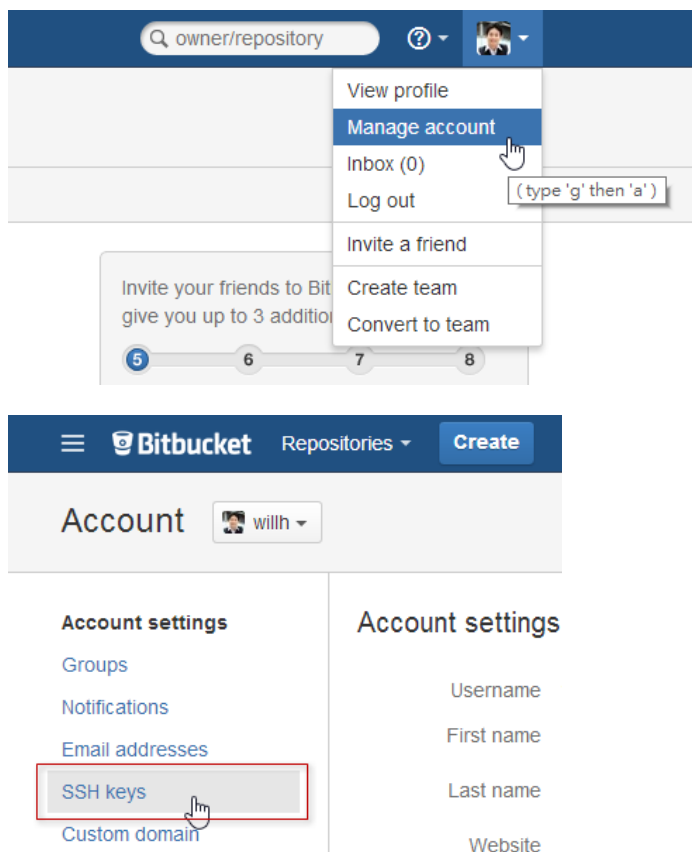 owner/repository
View profile
Manage account
Inbox (0)
(type 'g' then 'a')
Log out
Invite a friend
Invite your friends to Bit
Create team
give you up to 3 additio
Convert to team
5 6 7 8
Bitbucket Repositories Create
Account willh
Account settings
Groups
Notifications
Email addresses
SSH keys
Custom domain
Account settings
Username
First name
Last name
Website